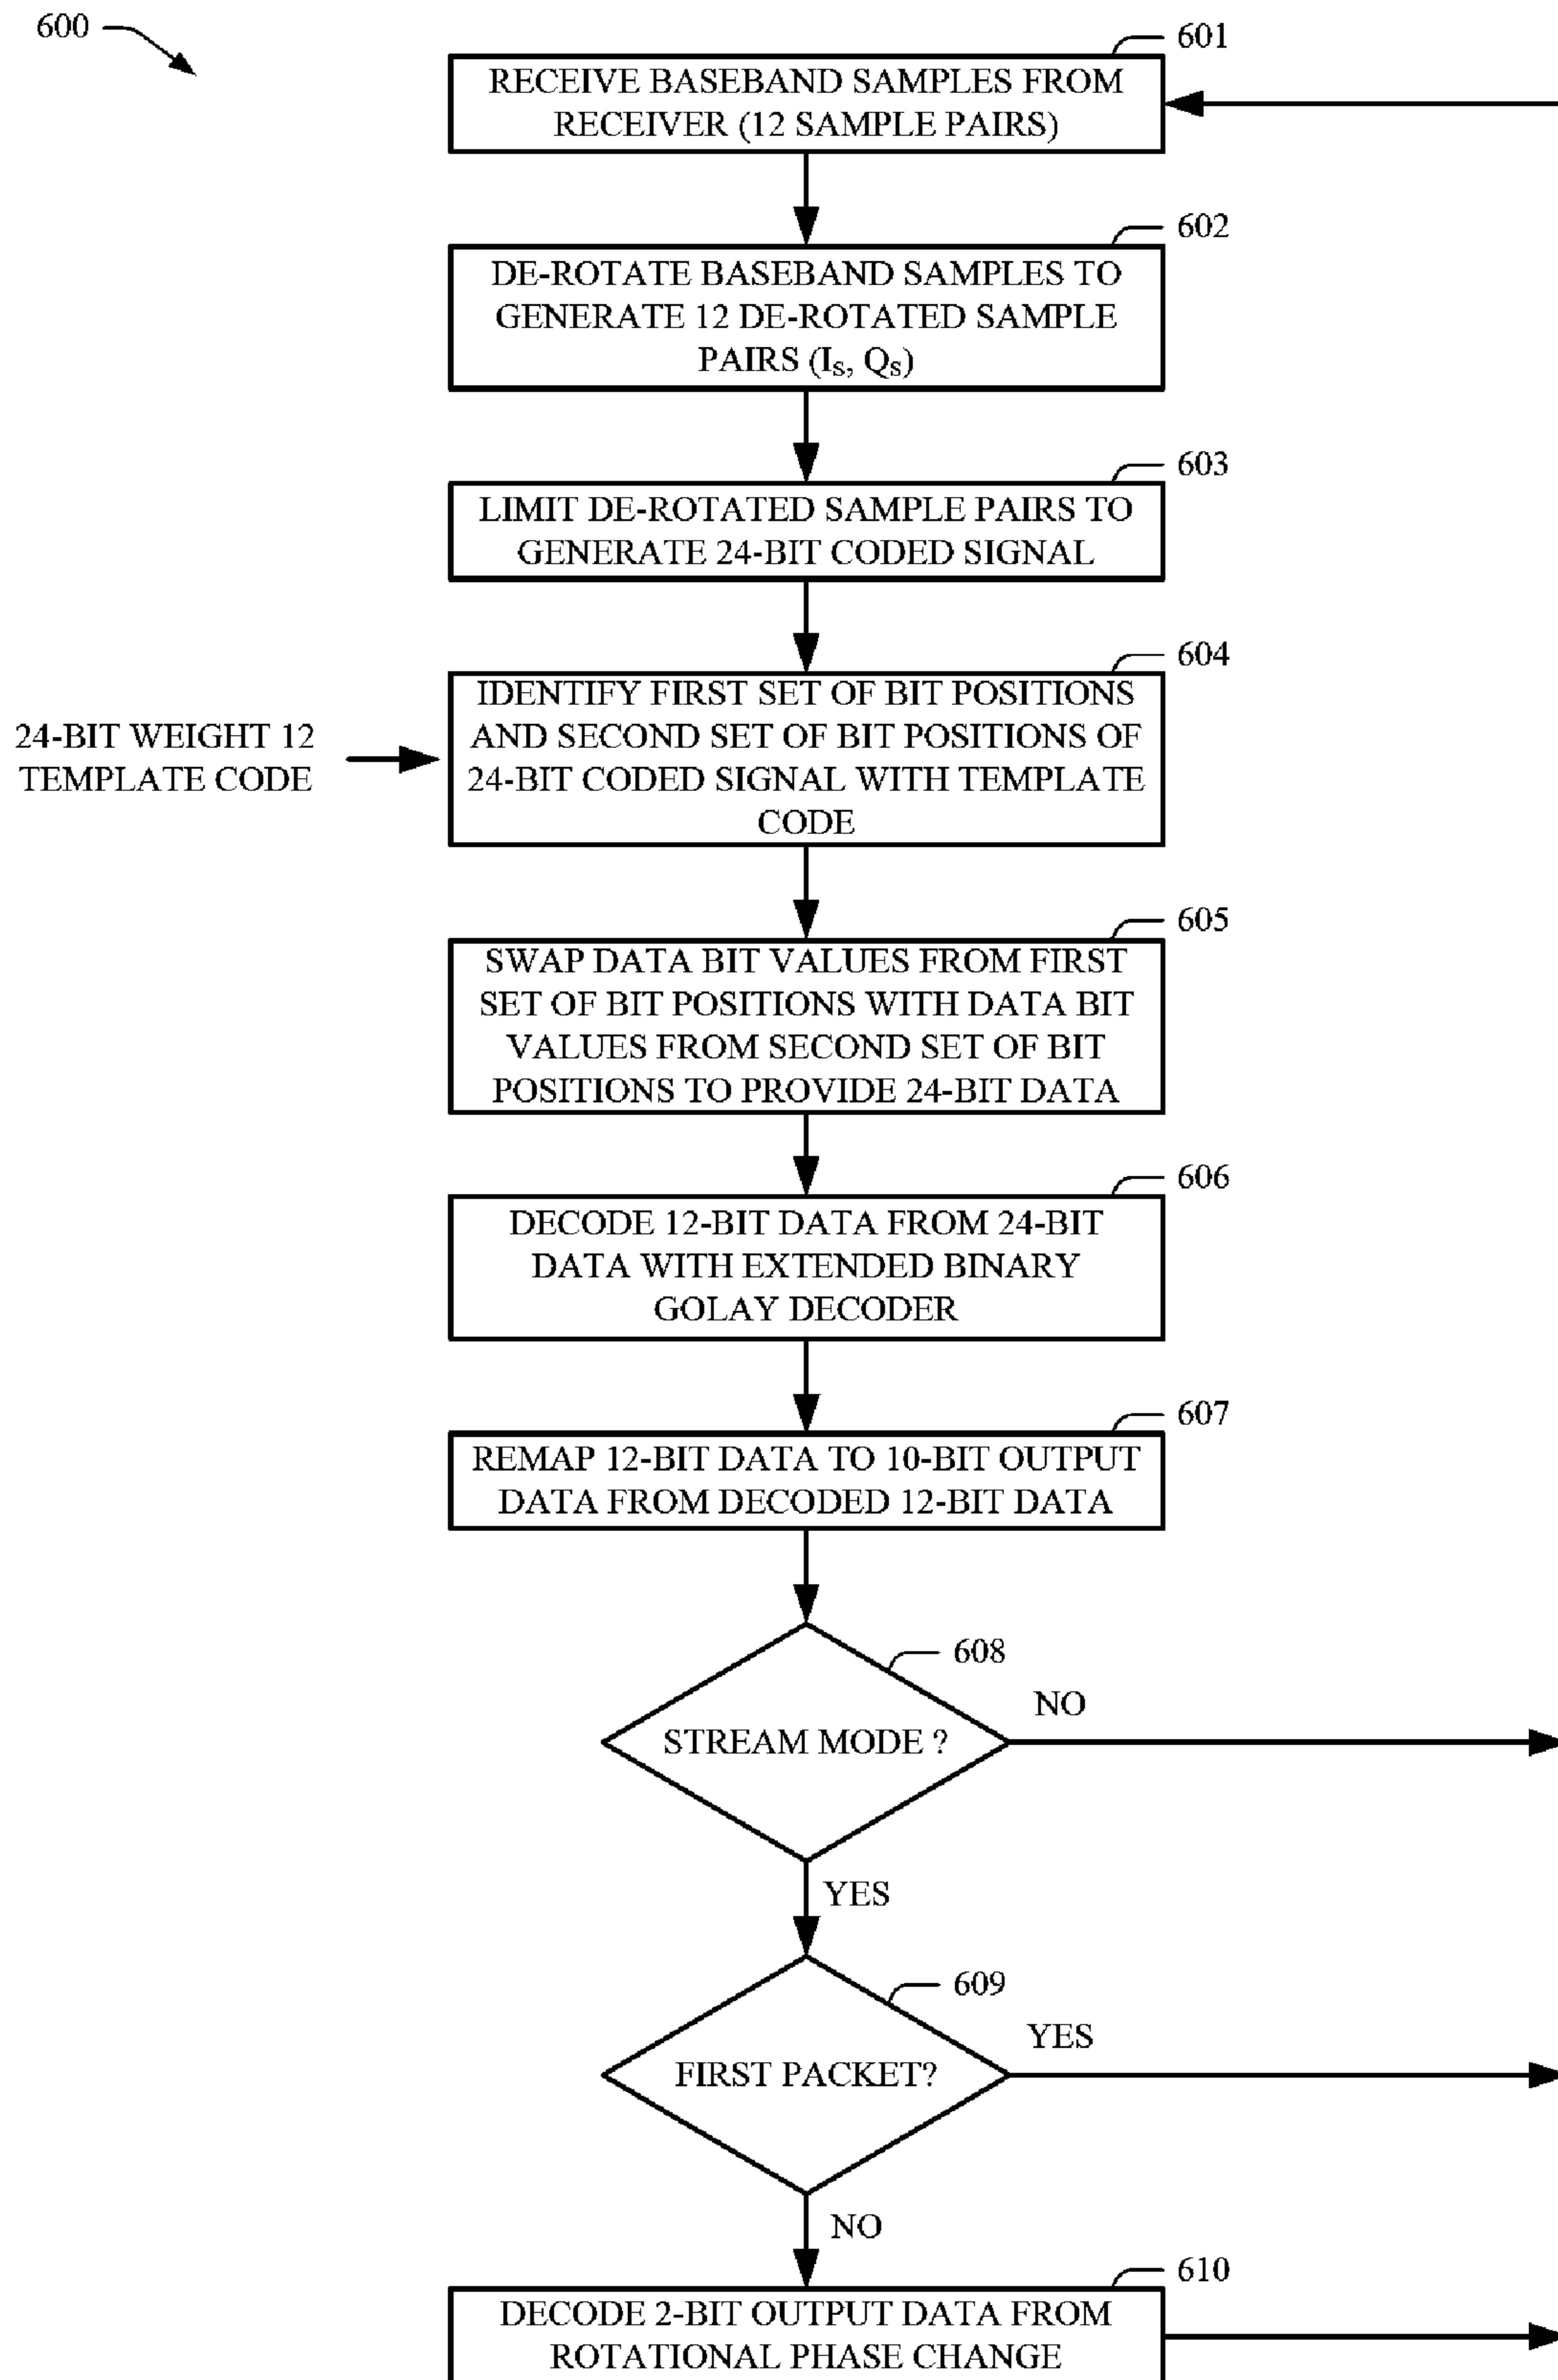 600
601
RECEIVE BASEBAND SAMPLES FROM
RECEIVER (12 SAMPLE PAIRS)
602
DE-ROTATE BASEBAND SAMPLES TO
GENERATE 12 DE-ROTATED SAMPLE
PAIRS (Is, Qs)
603
LIMIT DE-ROTATED SAMPLE PAIRS TO
GENERATE 24-BIT CODED SIGNAL
604
24-BIT WEIGHT 12
TEMPLATE CODE
IDENTIFY FIRST SET OF BIT POSITIONS
AND SECOND SET OF BIT POSITIONS OF
24-BIT CODED SIGNAL WITH TEMPLATE
CODE
605
SWAP DATA BIT VALUES FROM FIRST
SET OF BIT POSITIONS WITH DATA BIT
VALUES FROM SECOND SET OF BIT
POSITIONS TO PROVIDE 24-BIT DATA
606
DECODE 12-BIT DATA FROM 24-BIT
DATA WITH EXTENDED BINARY
GOLAY DECODER
607
REMAP 12-BIT DATA TO 10-BIT OUTPUT
DATA FROM DECODED 12-BIT DATA
608
STREAM MODE ?
NO
YES
609
FIRST PACKET?
YES
NO
610
DECODE 2-BIT OUTPUT DATA FROM
ROTATIONAL PHASE CHANGE